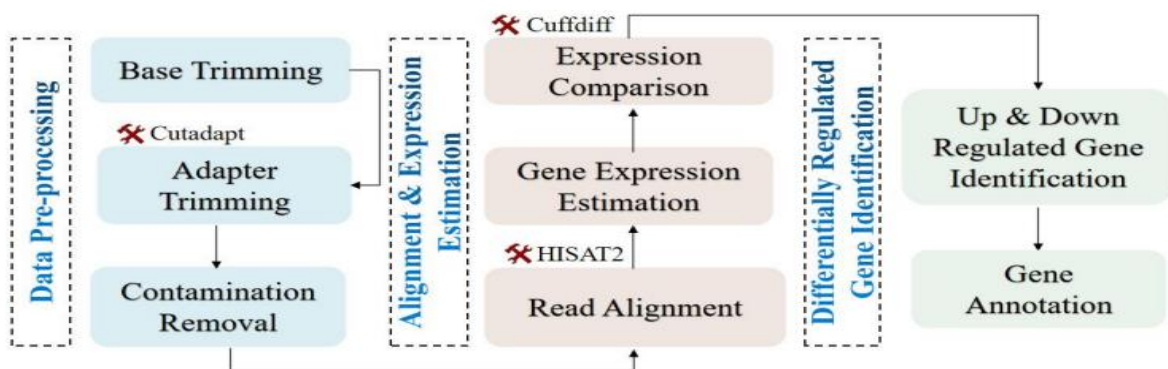 Data Pre-processing
Base Trimming
Cutadapt
Adapter
Trimming
Contamination
Removal
Alignment & Expression
Estimation
Cuffdiff
Expression
Comparison
Gene Expression
Estimation
HISAT2
Read Alignment
Differentially Regulated
Gene Identification
Up & Down
Regulated Gene
Identification
Gene
Annotation